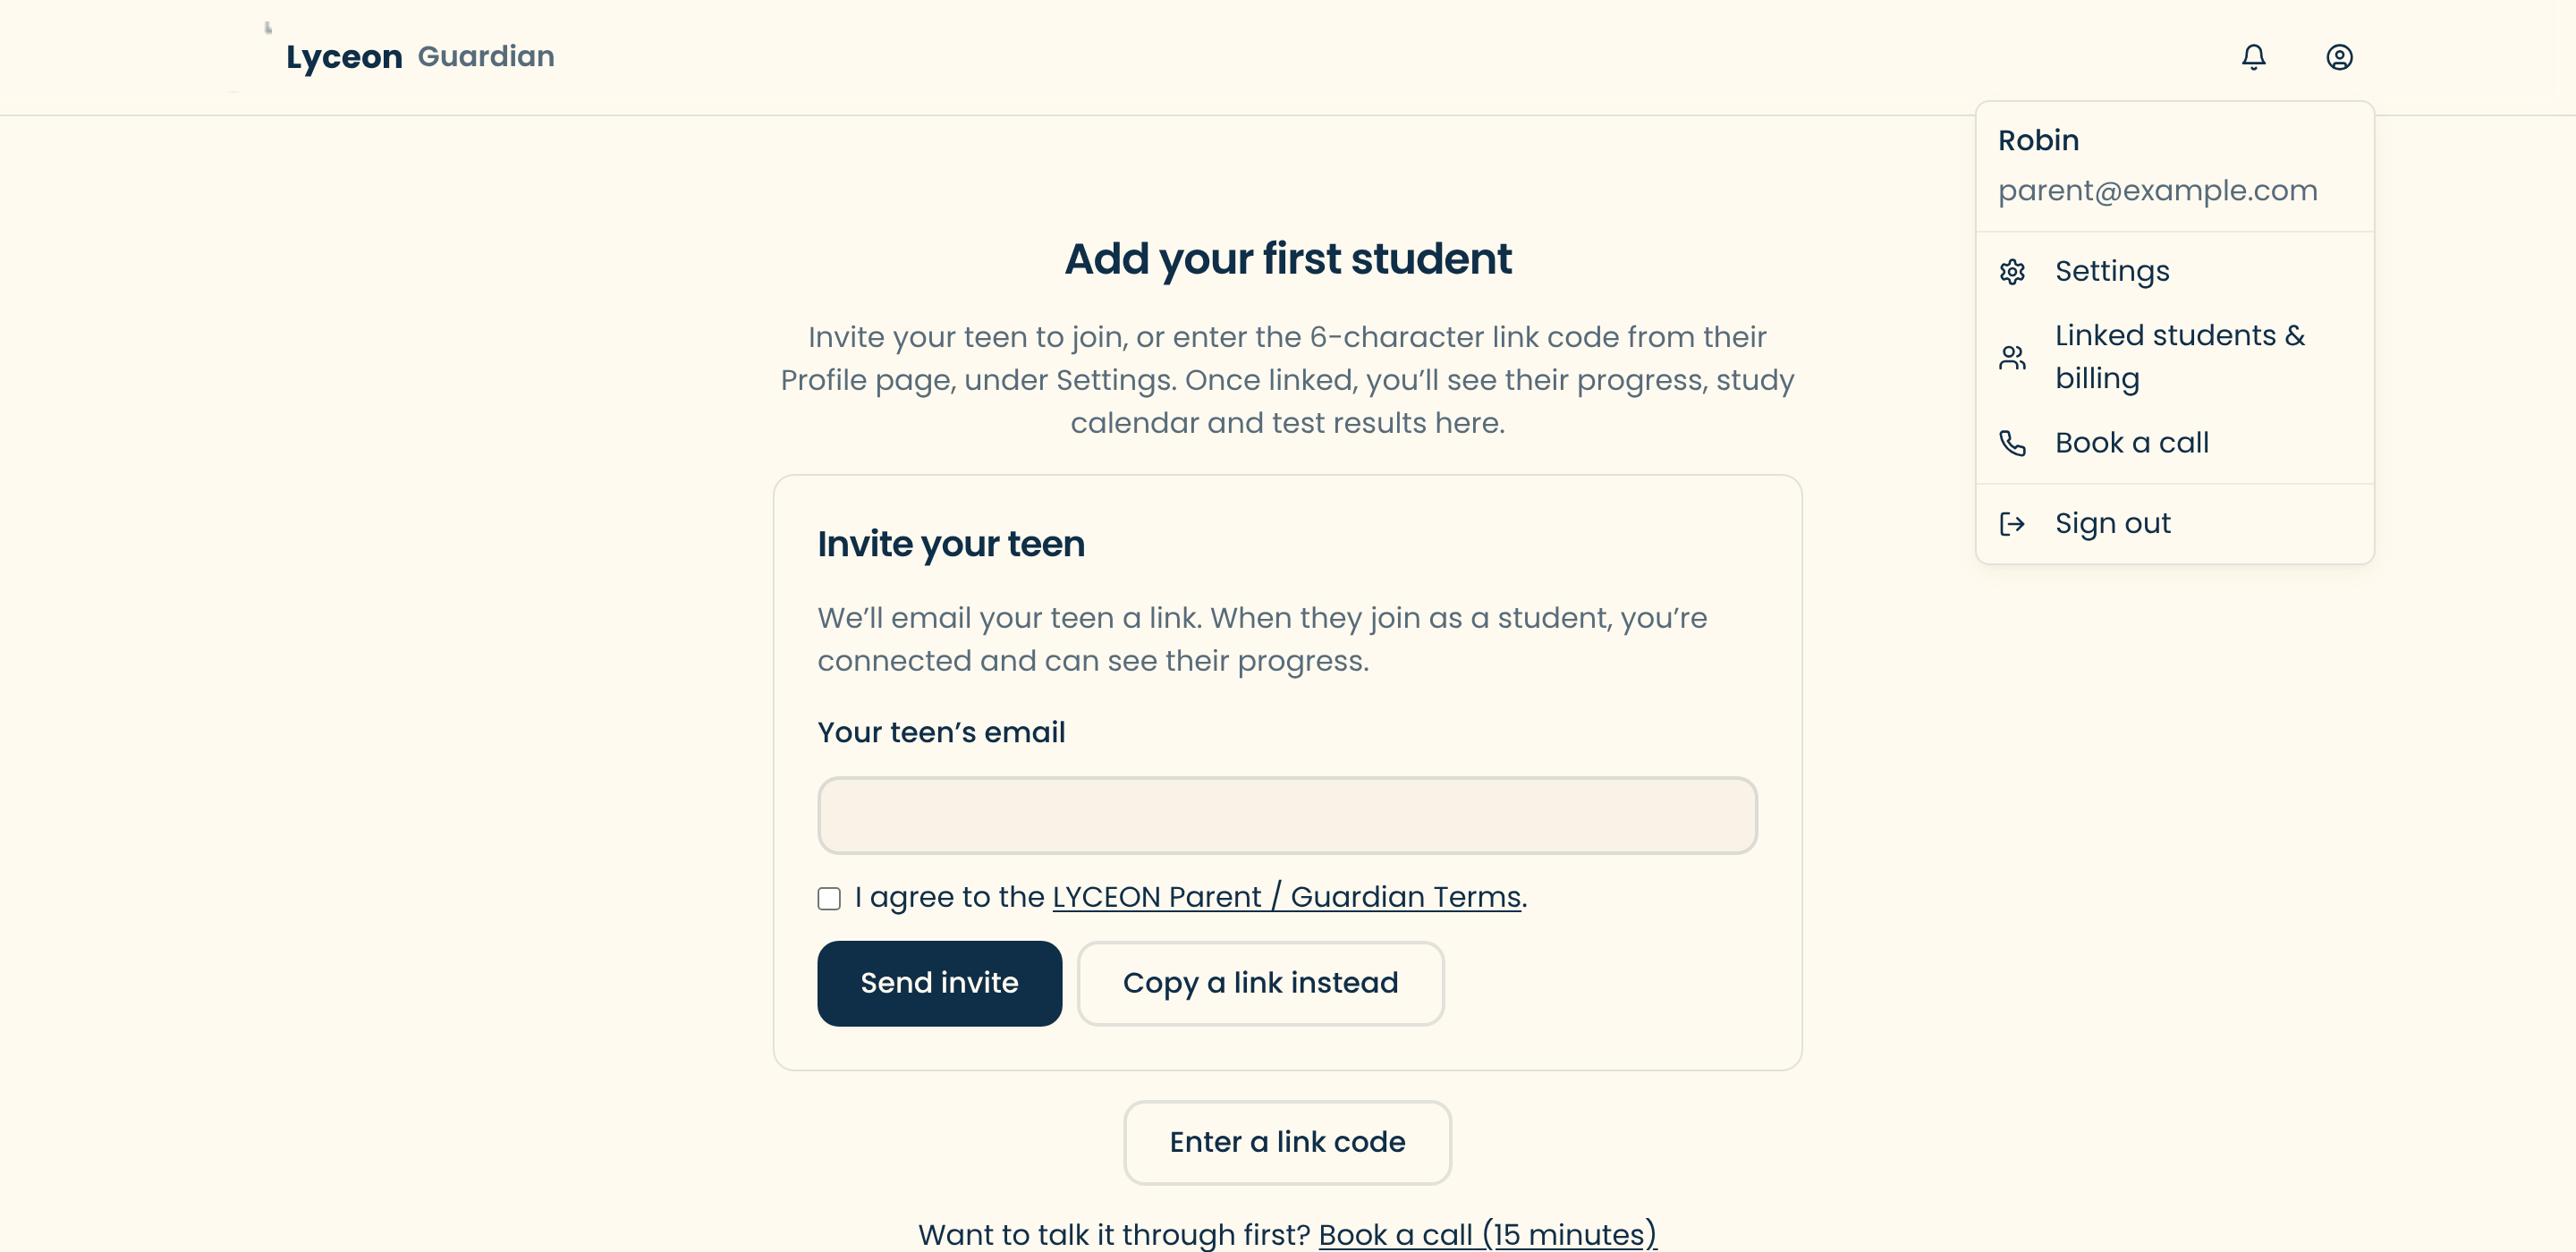 Lyceon Guardian
Robin
parent@example.com
Settings
Linked students &
billing
Book a call
Sign out
Add your first student
Invite your teen to join, or enter the 6-character link code from their
Profile page, under Settings. Once linked, you’ll see their progress, study
calendar and test results here.
Invite your teen
We’ll email your teen a link. When they join as a student, you’re
connected and can see their progress.
Your teen’s email
I agree to the LYCEON Parent / Guardian Terms.
Send invite
Copy a link instead
Enter a link code
Want to talk it through first? Book a call (15 minutes)